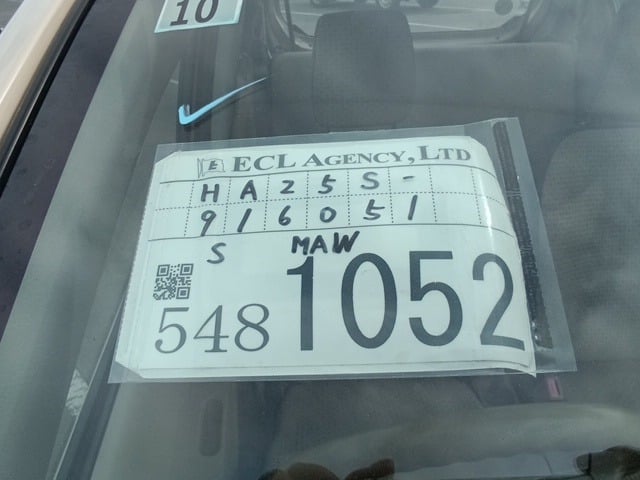 10
E ECL AGENCY, LTD
HA25S-
916051
S MAW
548 1052